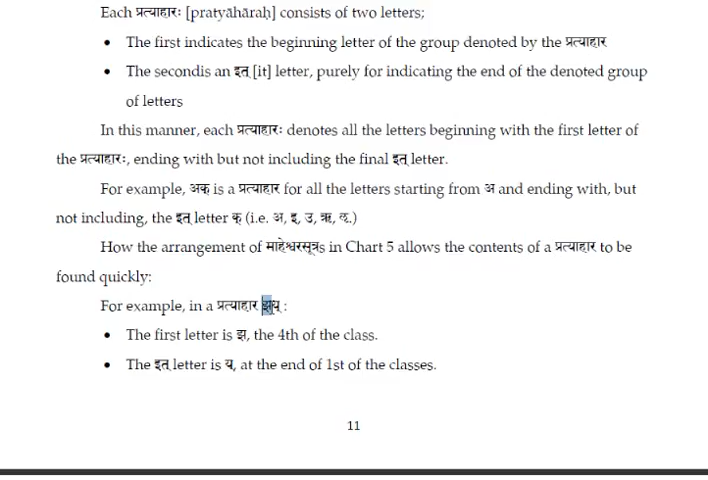 Each प्रत्याहारः [pratyāhāraḥ] consists of two letters;
• The first indicates the beginning letter of the group denoted by the प्रत्याहार
• The secondis an इत् [it] letter, purely for indicating the end of the denoted group
of letters
In this manner, each प्रत्याहारः denotes all the letters beginning with the first letter of
the प्रत्याहारः, ending with but not including the final इत् letter.
For example, अक् is a प्रत्याहार for all the letters starting from अ and ending with, but
not including, the इत् letter क् (i.e. अ, इ, उ, ऋ, ऌ.)
How the arrangement of माहेश्वरसूत्रs in Chart 5 allows the contents of a प्रत्याहार to be
found quickly:
For example, in a प्रत्याहार झय् :
• The first letter is झ, the 4th of the class.
• The इत् letter is य्, at the end of 1st of the classes.
11